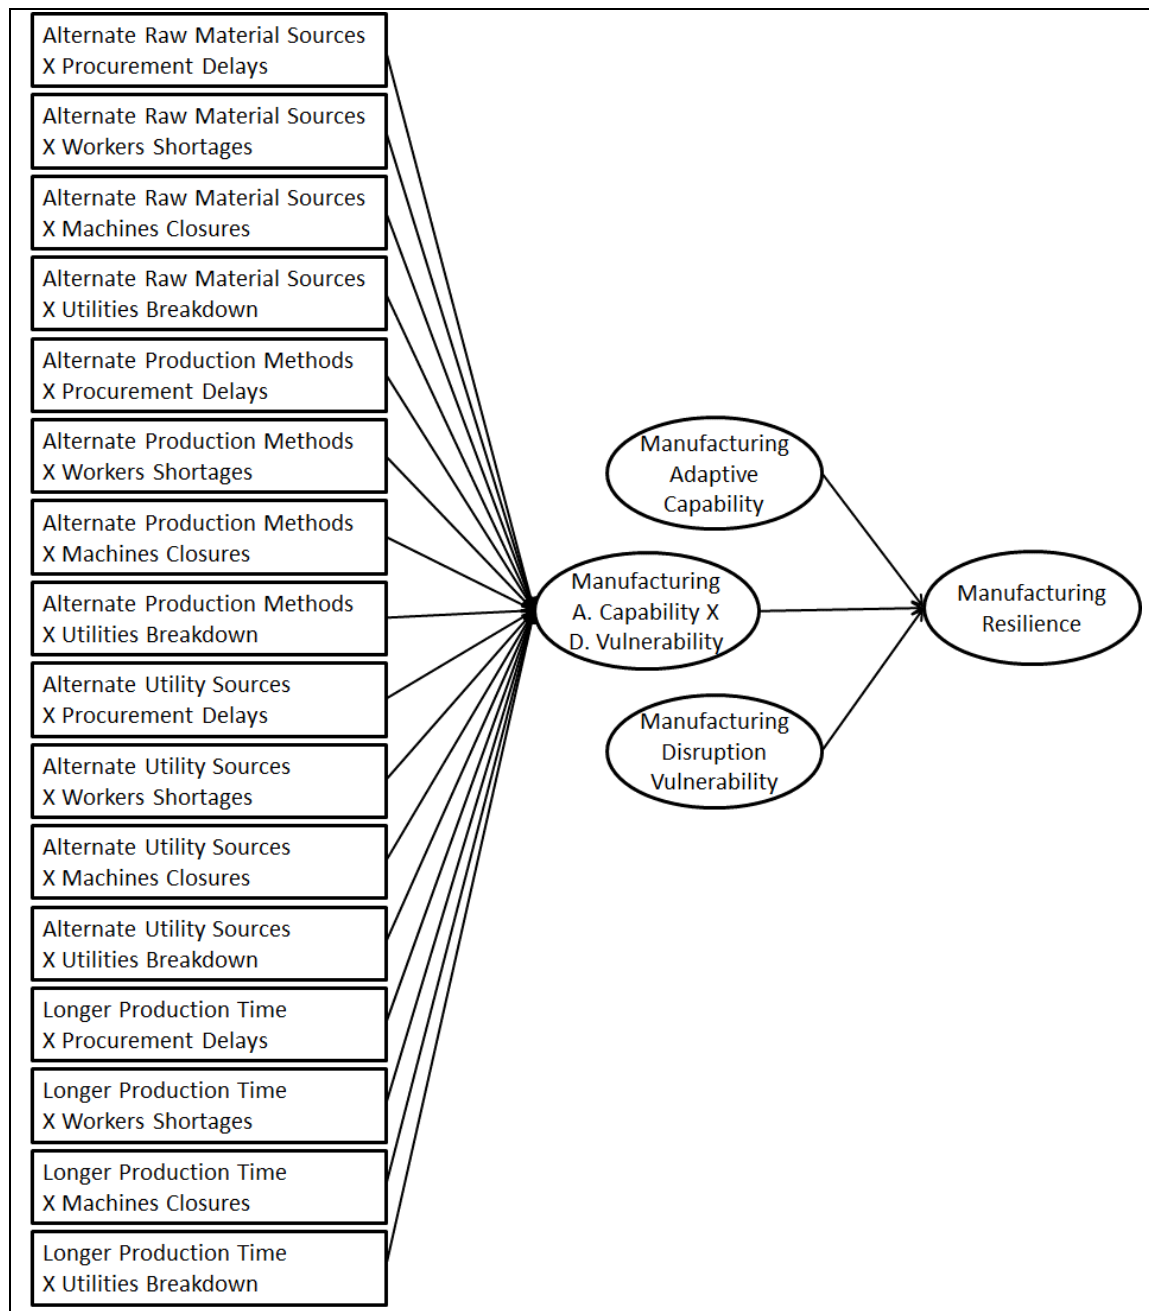 Alternate Raw Material Sources
X Procurement Delays
Alternate Raw Material Sources
X Workers Shortages
Alternate Raw Material Sources
X Machines Closures
Alternate Raw Material Sources
X Utilities Breakdown
Alternate Production Methods
X Procurement Delays
Alternate Production Methods
X Workers Shortages
Alternate Production Methods
X Machines Closures
Alternate Production Methods
X Utilities Breakdown
Alternate Utility Sources
X Procurement Delays
Alternate Utility Sources
X Workers Shortages
Alternate Utility Sources
X Machines Closures
Alternate Utility Sources
X Utilities Breakdown
Longer Production Time
X Procurement Delays
Longer Production Time
X Workers Shortages
Longer Production Time
X Machines Closures
Longer Production Time
X Utilities Breakdown
Manufacturing
Adaptive
Capability
Manufacturing
A. Capability X
D. Vulnerability
Manufacturing
Disruption
Vulnerability
Manufacturing
Resilience